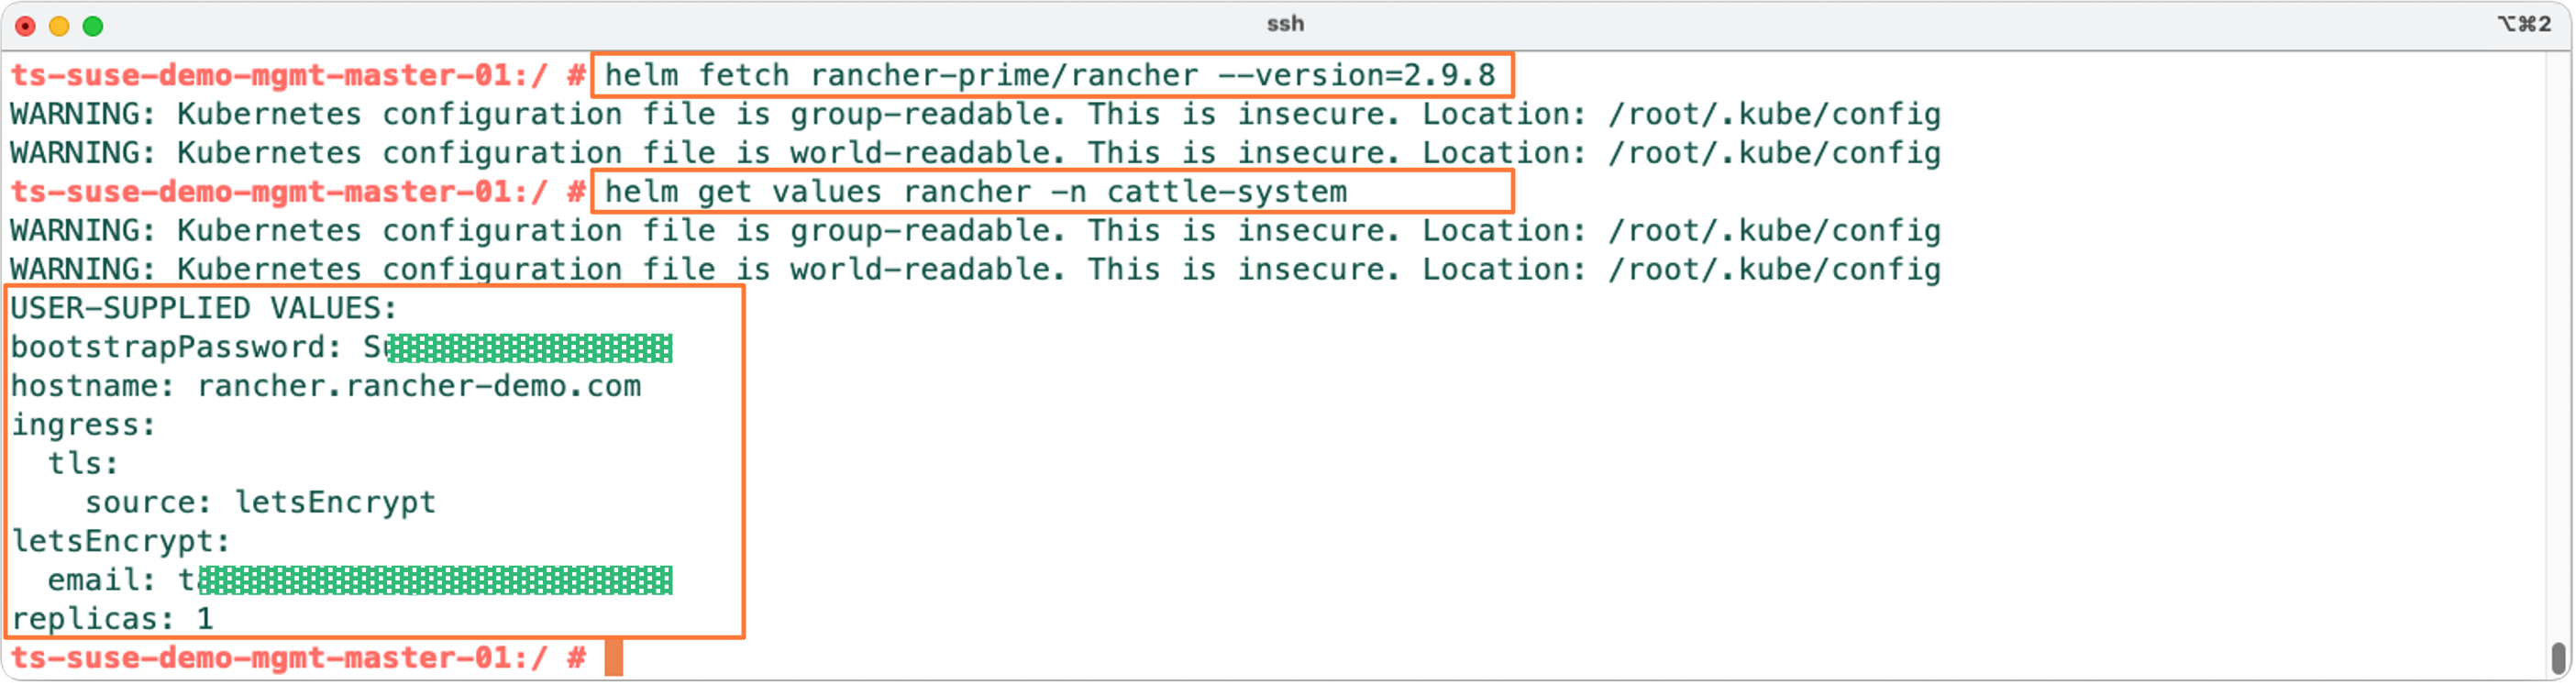 ssh
⌥⌘2
ts-suse-demo-mgmt-master-01:/ # helm fetch rancher-prime/rancher --version=2.9.8
WARNING: Kubernetes configuration file is group-readable. This is insecure. Location: /root/.kube/config
WARNING: Kubernetes configuration file is world-readable. This is insecure. Location: /root/.kube/config
ts-suse-demo-mgmt-master-01:/ # helm get values rancher -n cattle-system
WARNING: Kubernetes configuration file is group-readable. This is insecure. Location: /root/.kube/config
WARNING: Kubernetes configuration file is world-readable. This is insecure. Location: /root/.kube/config
USER-SUPPLIED VALUES:
bootstrapPassword:
hostname: rancher.rancher-demo.com
ingress:
  tls:
    source: letsEncrypt
letsEncrypt:
  email:
replicas: 1
ts-suse-demo-mgmt-master-01:/ #